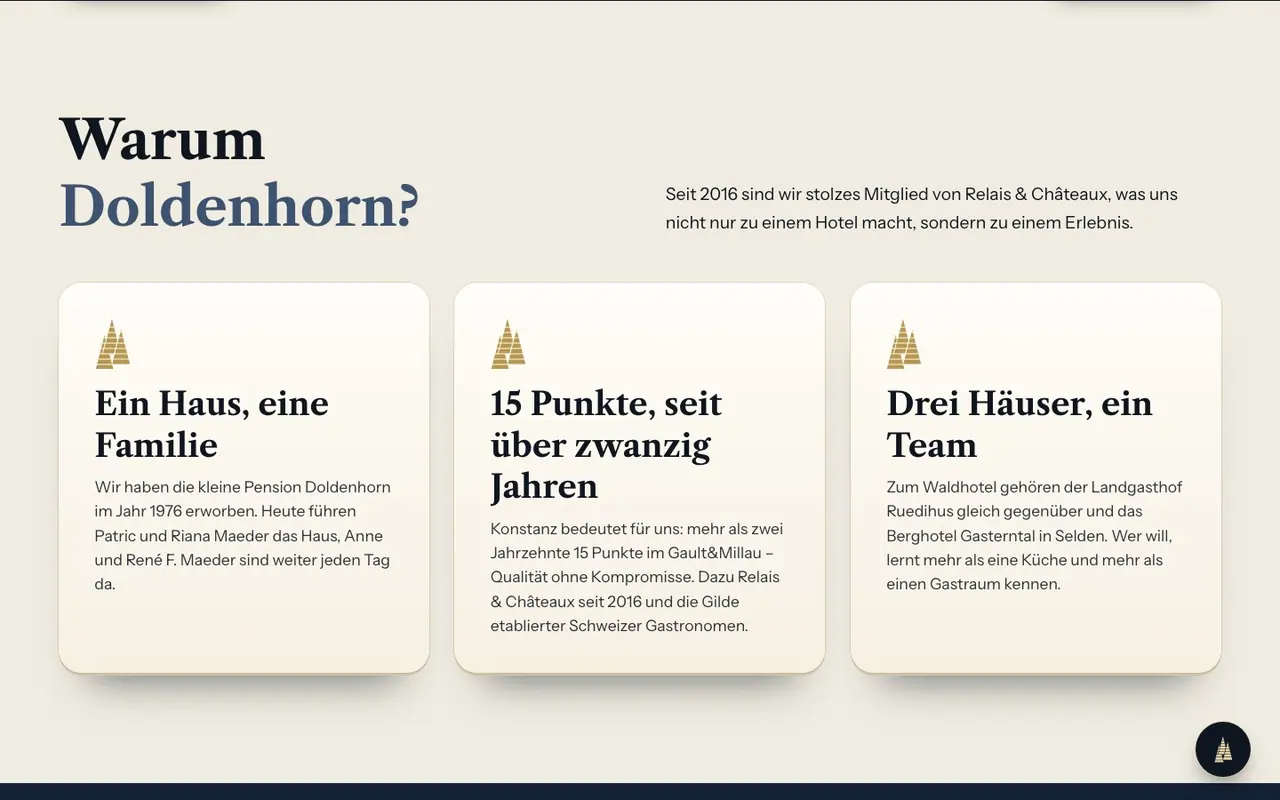 Warum
Doldenhorn?
Seit 2016 sind wir stolzes Mitglied von Relais & Châteaux, was uns
nicht nur zu einem Hotel macht, sondern zu einem Erlebnis.
Ein Haus, eine
Familie
Wir haben die kleine Pension Doldenhorn
im Jahr 1976 erworben. Heute führen
Patric und Riana Maeder das Haus, Anne
und René F. Maeder sind weiter jeden Tag
da.
15 Punkte, seit
über zwanzig
Jahren
Konstanz bedeutet für uns: mehr als zwei
Jahrzehnte 15 Punkte im Gault&Millau –
Qualität ohne Kompromisse. Dazu Relais
& Châteaux seit 2016 und die Gilde
etablierter Schweizer Gastronomen.
Drei Häuser, ein
Team
Zum Waldhotel gehören der Landgasthof
Ruedihus gleich gegenüber und das
Berghotel Gasterntal in Selden. Wer will,
lernt mehr als eine Küche und mehr als
einen Gastraum kennen.